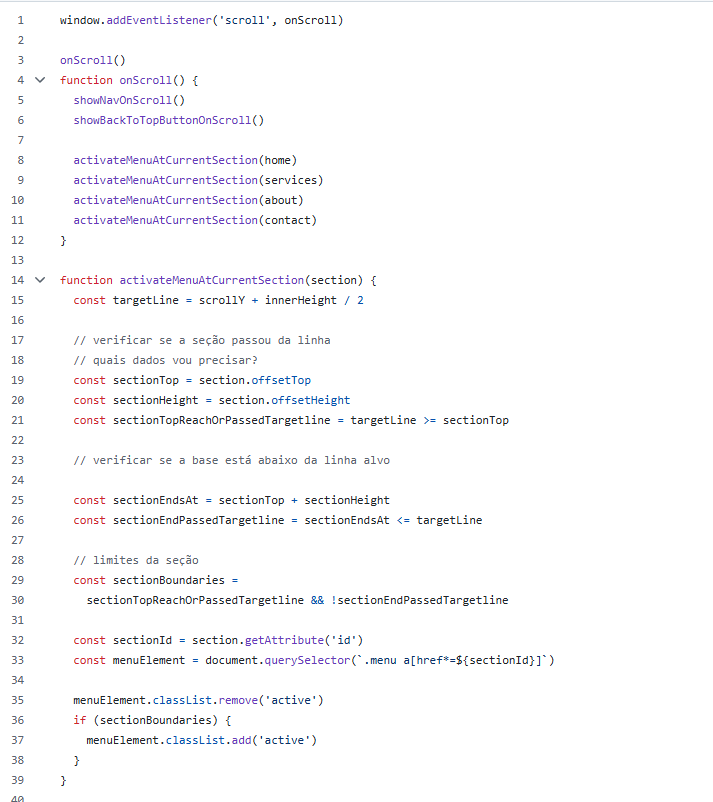 1 window.addEventListener('scroll', onScroll)
2
3 onScroll()
4 function onScroll() {
5 showNavOnScroll()
6 showBackToTopButtonOnScroll()
7
8 activateMenuAtCurrentSection(home)
9 activateMenuAtCurrentSection(services)
10 activateMenuAtCurrentSection(about)
11 activateMenuAtCurrentSection(contact)
12 }
13
14 function activateMenuAtCurrentSection(section) {
15 const targetLine = scrollY + innerHeight / 2
16
17 // verificar se a seção passou da linha
18 // quais dados vou precisar?
19 const sectionTop = section.offsetTop
20 const sectionHeight = section.offsetHeight
21 const sectionTopReachOrPassedTargetline = targetLine >= sectionTop
22
23 // verificar se a base está abaixo da linha alvo
24
25 const sectionEndsAt = sectionTop + sectionHeight
26 const sectionEndPassedTargetline = sectionEndsAt <= targetLine
27
28 // limites da seção
29 const sectionBoundaries =
30 sectionTopReachOrPassedTargetline && !sectionEndPassedTargetline
31
32 const sectionId = section.getAttribute('id')
33 const menuElement = document.querySelector(`.menu a[href*=${sectionId}]`)
34
35 menuElement.classList.remove('active')
36 if (sectionBoundaries) {
37 menuElement.classList.add('active')
38 }
39 }
40